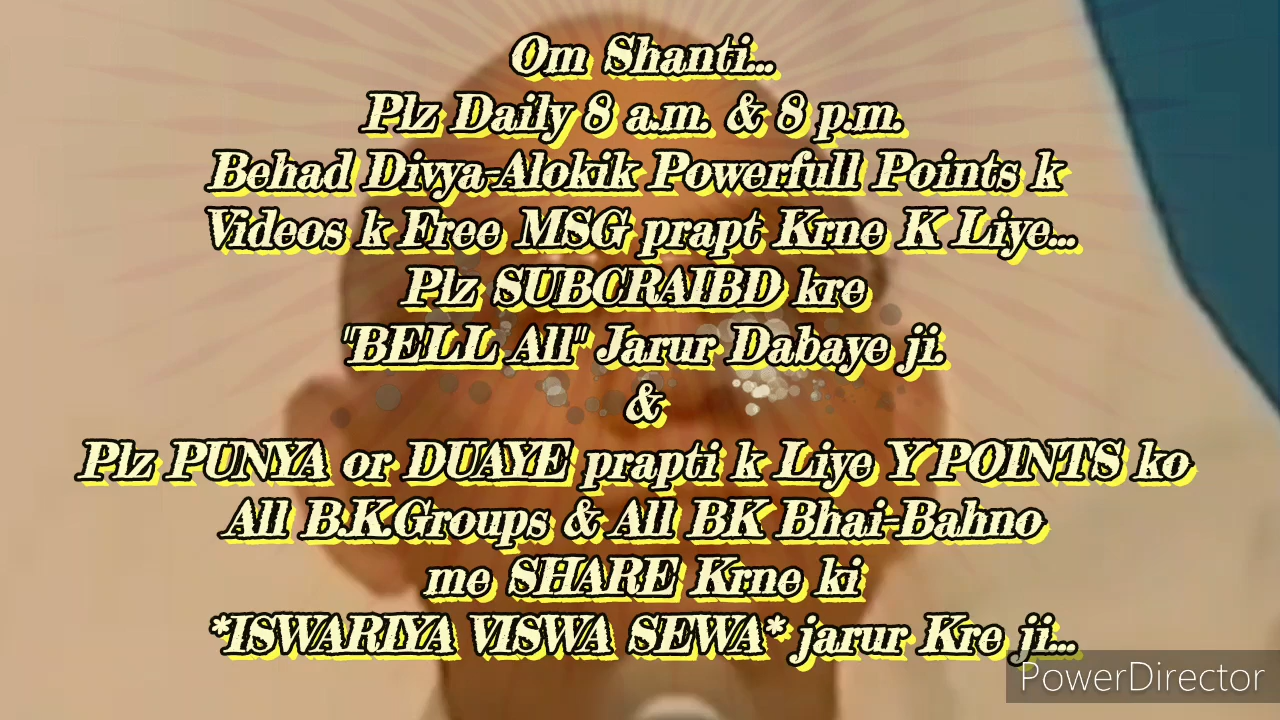 Om Shanti...
Plz Daily 8 a.m. & 8 p.m.
Behad Divya-Alokik Powerfull Points k
Videos k Free MSG prapt Krne K Liye...
Plz SUBCRAIBD kre
"BELL All" Jarur Dabaye ji.
&
Plz PUNYA or DUAYE prapti k Liye Y POINTS ko
All B.K.Groups & All BK Bhai-Bahno
me SHARE Krne ki
*ISWARIYA VISWA SEWA* jarur Kre ji...
PowerDirector